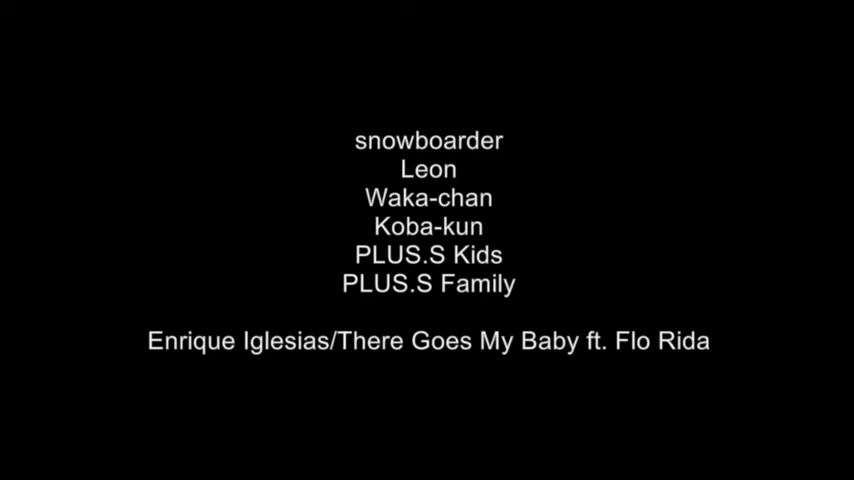 snowboarder
Leon
Waka-chan
Koba-kun
PLUS.S Kids
PLUS.S Family
Enrique Iglesias/There Goes My Baby ft. Flo Rida